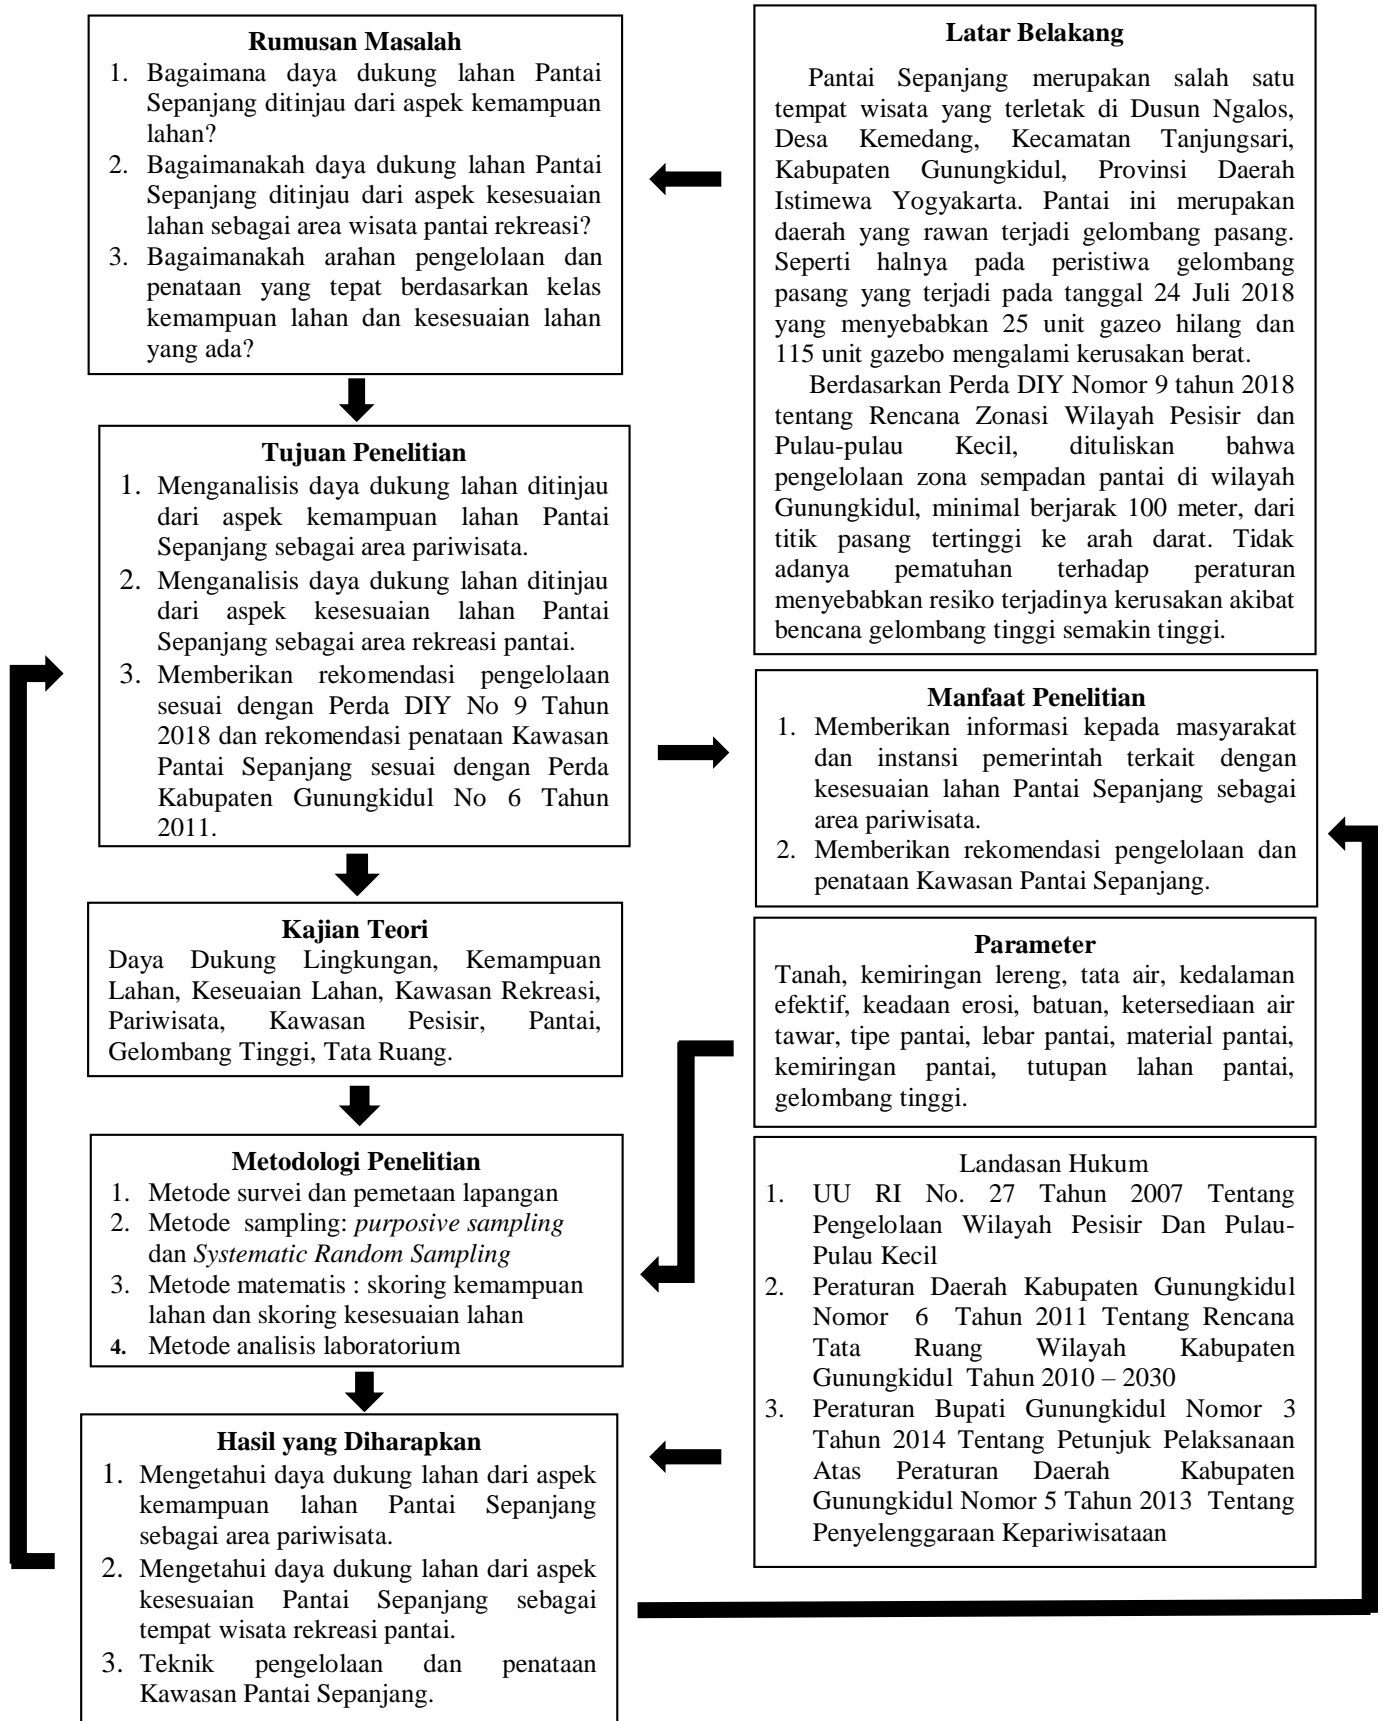 Rumusan Masalah
1. Bagaimana daya dukung lahan Pantai
Sepanjang ditinjau dari aspek kemampuan
lahan?
2. Bagaimanakah daya dukung lahan Pantai
Sepanjang ditinjau dari aspek kesesuaian
lahan sebagai area wisata pantai rekreasi?
3. Bagaimanakah arahan pengelolaan dan
penataan yang tepat berdasarkan kelas
kemampuan lahan dan kesesuaian lahan
yang ada?
Latar Belakang
Pantai Sepanjang merupakan salah satu
tempat wisata yang terletak di Dusun Ngalos,
Desa Kemedang, Kecamatan Tanjungsari,
Kabupaten Gunungkidul, Provinsi Daerah
Istimewa Yogyakarta. Pantai ini merupakan
daerah yang rawan terjadi gelombang pasang.
Seperti halnya pada peristiwa gelombang
pasang yang terjadi pada tanggal 24 Juli 2018
yang menyebabkan 25 unit gazeo hilang dan
115 unit gazebo mengalami kerusakan berat.
Berdasarkan Perda DIY Nomor 9 tahun 2018
tentang Rencana Zonasi Wilayah Pesisir dan
Pulau-pulau Kecil, dituliskan bahwa
pengelolaan zona sempadan pantai di wilayah
Gunungkidul, minimal berjarak 100 meter, dari
titik pasang tertinggi ke arah darat. Tidak
adanya pematuhan terhadap peraturan
menyebabkan resiko terjadinya kerusakan akibat
bencana gelombang tinggi semakin tinggi.
Tujuan Penelitian
1. Menganalisis daya dukung lahan ditinjau
dari aspek kemampuan lahan Pantai
Sepanjang sebagai area pariwisata.
2. Menganalisis daya dukung lahan ditinjau
dari aspek kesesuaian lahan Pantai
Sepanjang sebagai area rekreasi pantai.
3. Memberikan rekomendasi pengelolaan
sesuai dengan Perda DIY No 9 Tahun
2018 dan rekomendasi penataan Kawasan
Pantai Sepanjang sesuai dengan Perda
Kabupaten Gunungkidul No 6 Tahun
2011.
Manfaat Penelitian
1. Memberikan informasi kepada masyarakat
dan instansi pemerintah terkait dengan
kesesuaian lahan Pantai Sepanjang sebagai
area pariwisata.
2. Memberikan rekomendasi pengelolaan dan
penataan Kawasan Pantai Sepanjang.
Kajian Teori
Daya Dukung Lingkungan, Kemampuan
Lahan, Keseuaian Lahan, Kawasan Rekreasi,
Pariwisata, Kawasan Pesisir, Pantai,
Gelombang Tinggi, Tata Ruang.
Parameter
Tanah, kemiringan lereng, tata air, kedalaman
efektif, keadaan erosi, batuan, ketersediaan air
tawar, tipe pantai, lebar pantai, material pantai,
kemiringan pantai, tutupan lahan pantai,
gelombang tinggi.
Metodologi Penelitian
1. Metode survei dan pemetaan lapangan
2. Metode sampling: purposive sampling
dan Systematic Random Sampling
3. Metode matematis : skoring kemampuan
lahan dan skoring kesesuaian lahan
4. Metode analisis laboratorium
Landasan Hukum
1. UU RI No. 27 Tahun 2007 Tentang
Pengelolaan Wilayah Pesisir Dan Pulau-
Pulau Kecil
2. Peraturan Daerah Kabupaten Gunungkidul
Nomor 6 Tahun 2011 Tentang Rencana
Tata Ruang Wilayah Kabupaten
Gunungkidul Tahun 2010 – 2030
3. Peraturan Bupati Gunungkidul Nomor 3
Tahun 2014 Tentang Petunjuk Pelaksanaan
Atas Peraturan Daerah Kabupaten
Gunungkidul Nomor 5 Tahun 2013 Tentang
Penyelenggaraan Kepariwisataan
Hasil yang Diharapkan
1. Mengetahui daya dukung lahan dari aspek
kemampuan lahan Pantai Sepanjang
sebagai area pariwisata.
2. Mengetahui daya dukung lahan dari aspek
kesesuaian Pantai Sepanjang sebagai
tempat wisata rekreasi pantai.
3. Teknik pengelolaan dan penataan
Kawasan Pantai Sepanjang.